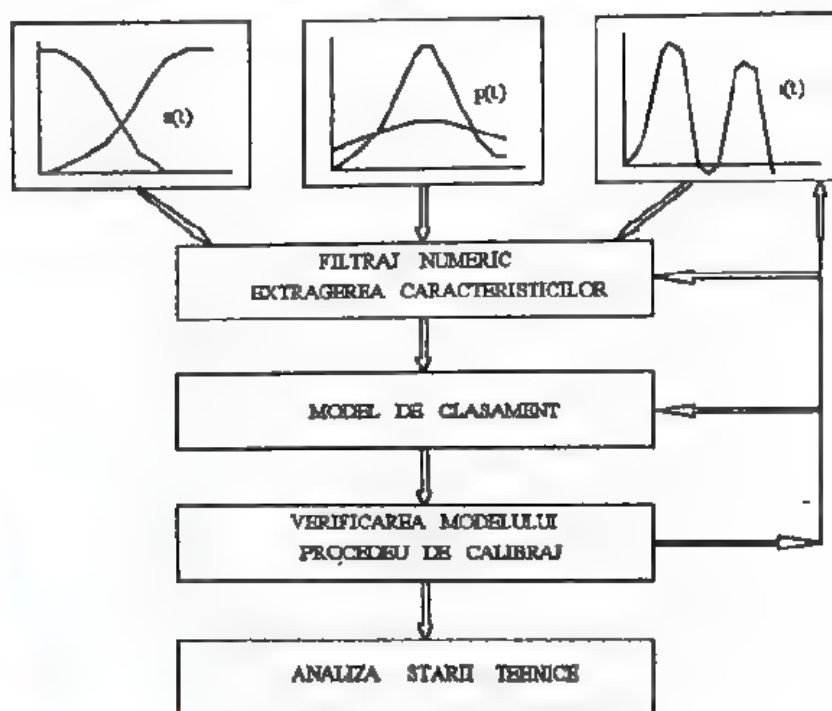 s(t)
p(t)
i(t)
FILTRAJ NUMERIC
EXTRAGEREA CARACTERISTICILOR
MODEL DE CLASAMENT
VERIFICAREA MODELULUI
PROCEDEU DE CALIBRAJ
ANALIZA STARII TEHNICE